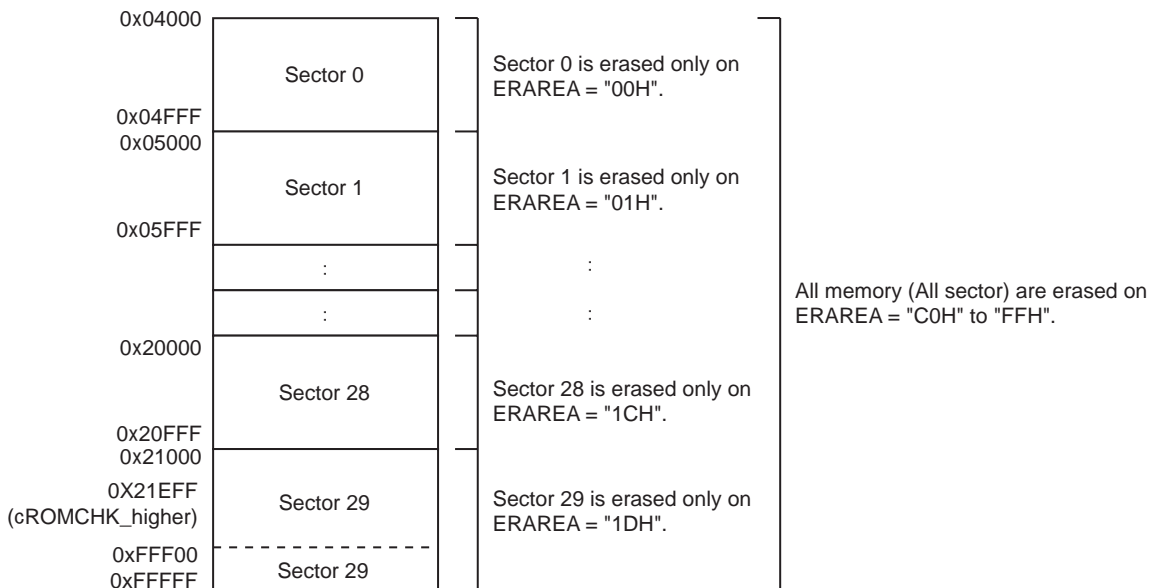 0x04000
Sector 0
Sector 0 is erased only on
ERAREA = "00H".
0x04FFF
0x05000
Sector 1
Sector 1 is erased only on
ERAREA = "01H".
0x05FFF
:
:
:
:
All memory (All sector) are erased on
ERAREA = "C0H" to "FFH".
0x20000
Sector 28
Sector 28 is erased only on
ERAREA = "1CH".
0x20FFF
0x21000
0X21EFF
(cROMCHK_higher)
Sector 29
Sector 29 is erased only on
ERAREA = "1DH".
0xFFF00
0xFFFFF
Sector 29